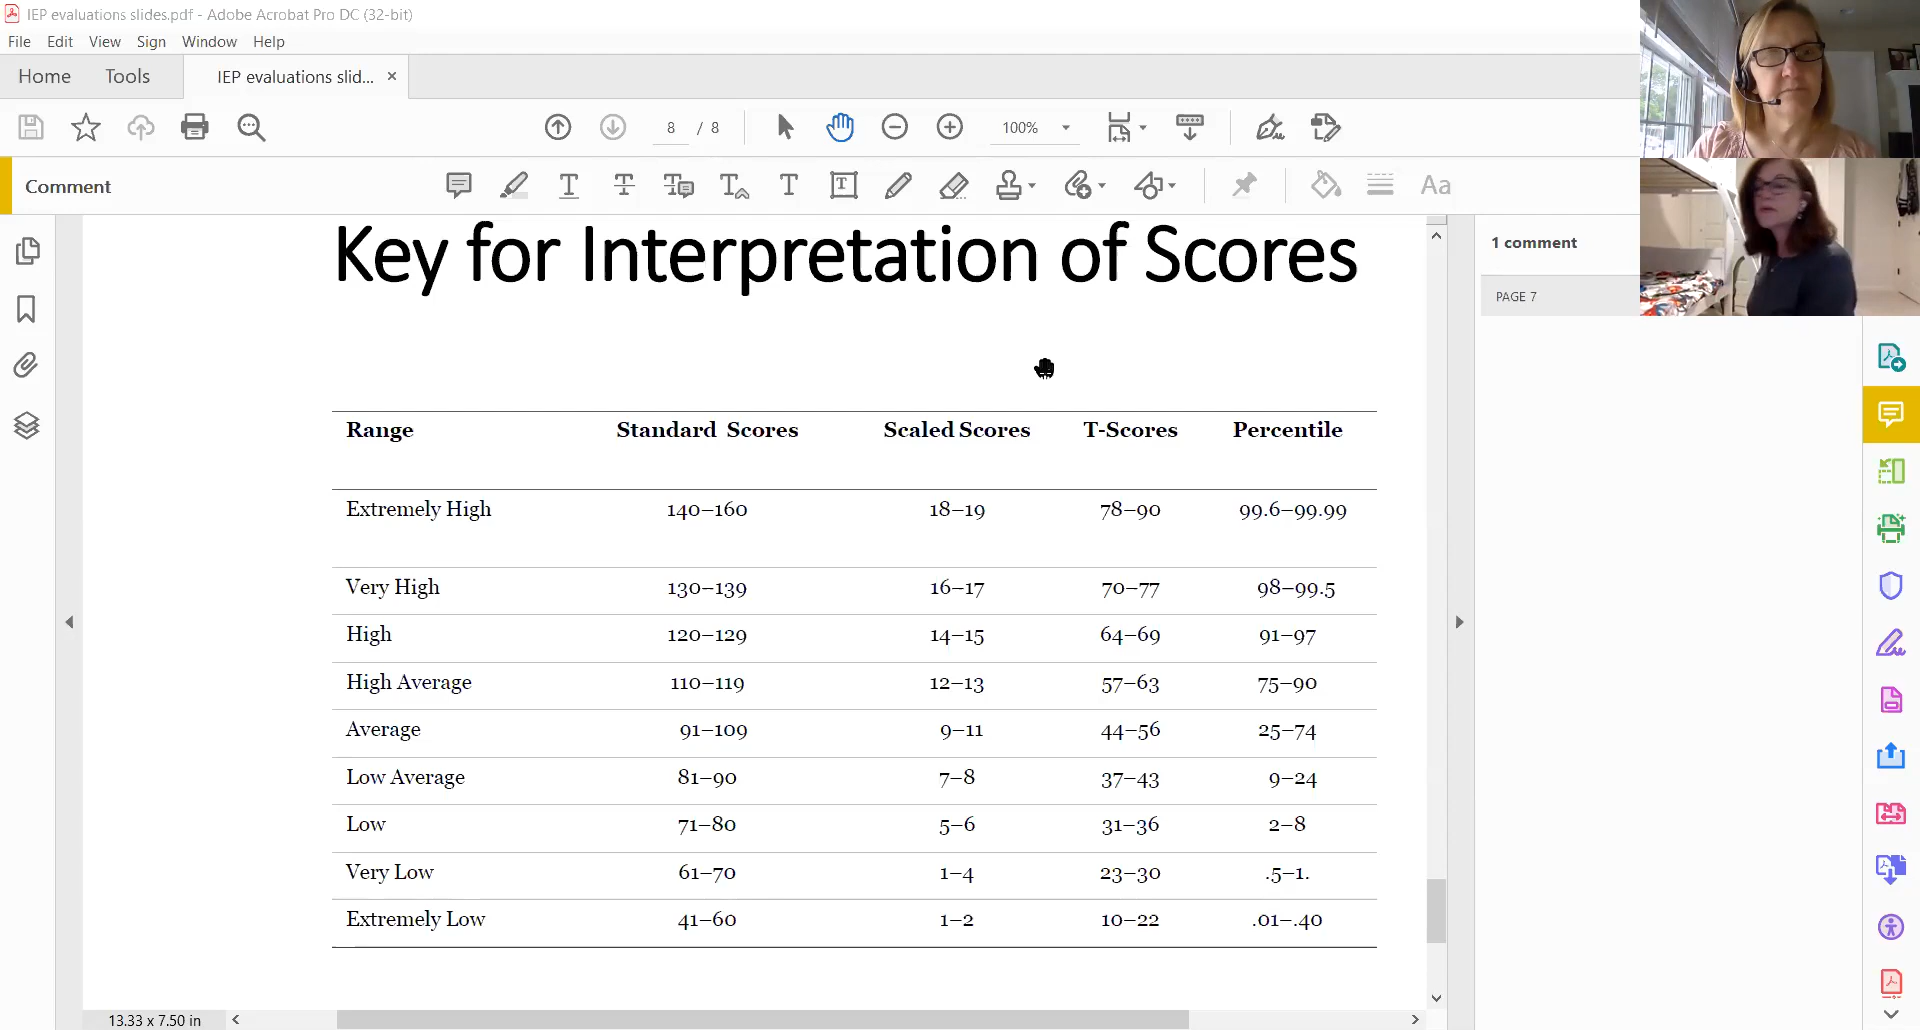 IEP evaluations slides.pdf - Adobe Acrobat Pro DC (32-bit)
File Edit View Sign Window Help
Home Tools IEP evaluations slid... ×
8 / 8 100%
Comment
Key for Interpretation of Scores
1 comment
PAGE 7
Range Standard Scores Scaled Scores T-Scores Percentile
Extremely High 140–160 18–19 78–90 99.6–99.99
Very High 130–139 16–17 70–77 98–99.5
High 120–129 14–15 64–69 91–97
High Average 110–119 12–13 57–63 75–90
Average 91–109 9–11 44–56 25–74
Low Average 81–90 7–8 37–43 9–24
Low 71–80 5–6 31–36 2–8
Very Low 61–70 1–4 23–30 .5–1.
Extremely Low 41–60 1–2 10–22 .01–.40
13.33 x 7.50 in